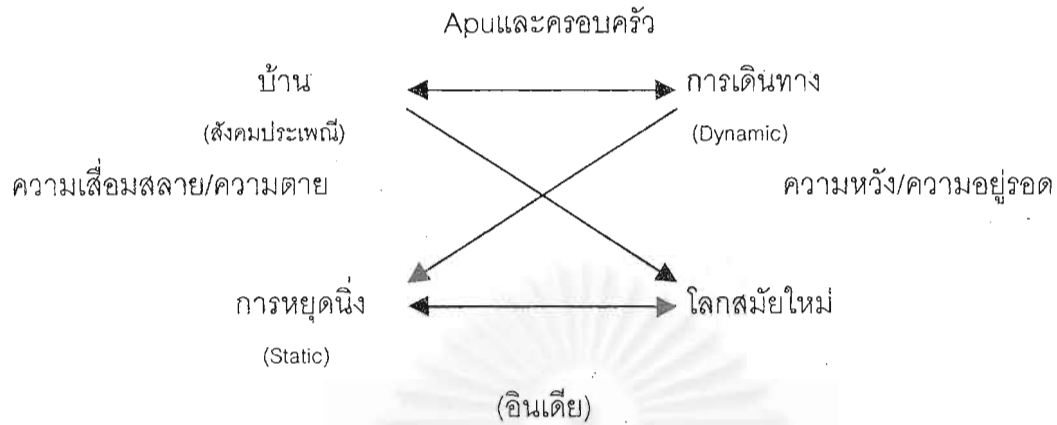 Apuและครอบครัว
บ้าน การเดินทาง
(สังคมประเพณี) (Dynamic)
ความเสื่อมสลาย/ความตาย ความหวัง/ความอยู่รอด
การหยุดนิ่ง โลกสมัยใหม่
(Static)
(อินเดีย)